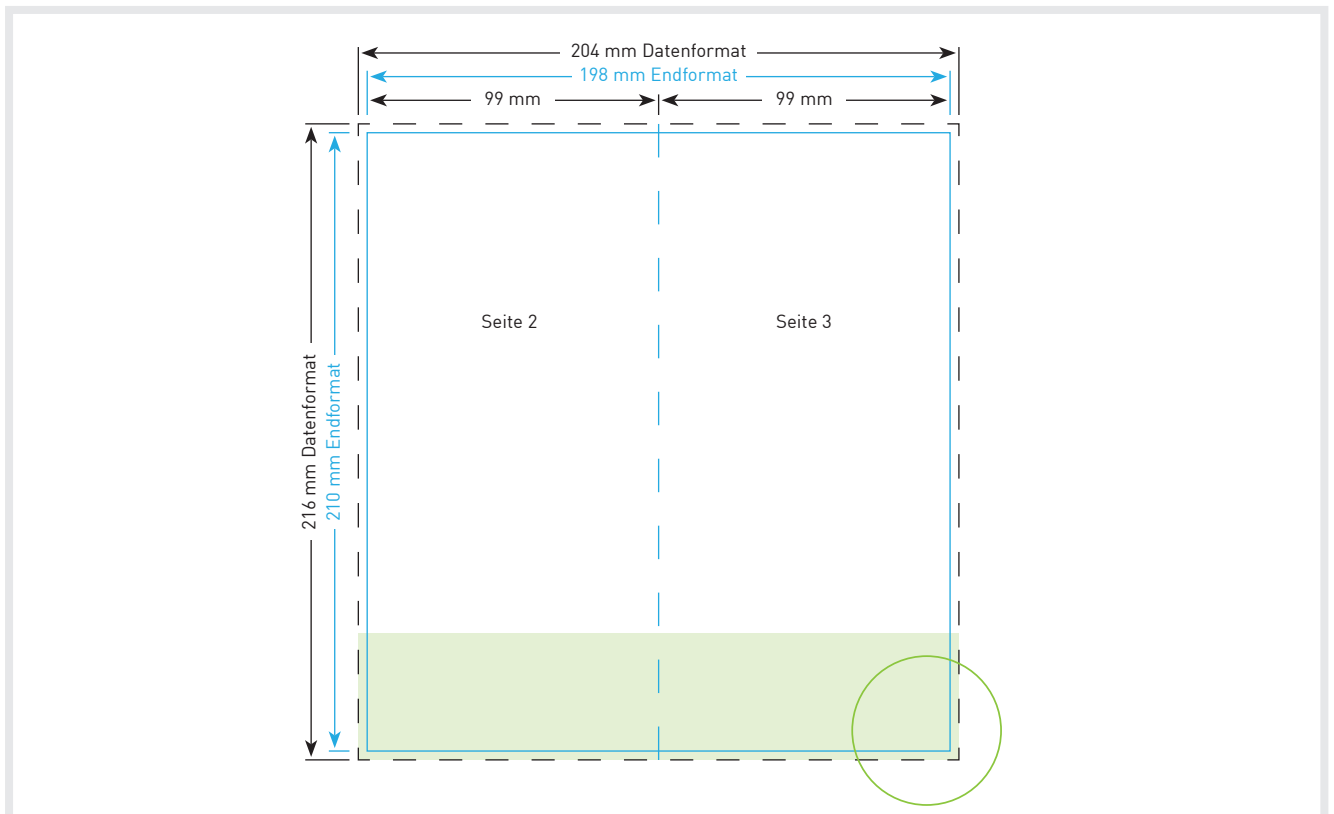 204 mm Datenformat
198 mm Endformat
99 mm
99 mm
Seite 2
Seite 3
216 mm Datenformat
210 mm Endformat